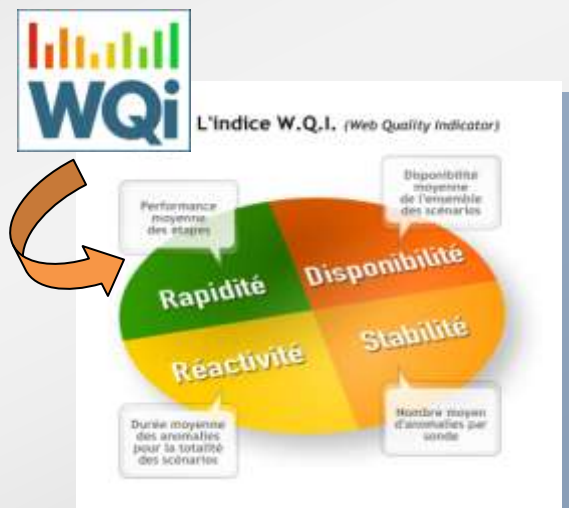 WQi
L'indice W.Q.I. (Web Quality Indicator)
Performance
moyenne
des étapes
Disponibilité
moyenne
de l'ensemble
des scénarios
Rapidité
Disponibilité
Réactivité
Stabilité
Durée moyenne
des anomalies
pour la totalité
des scénarios
Nombre moyen
d'anomalies par
sonde